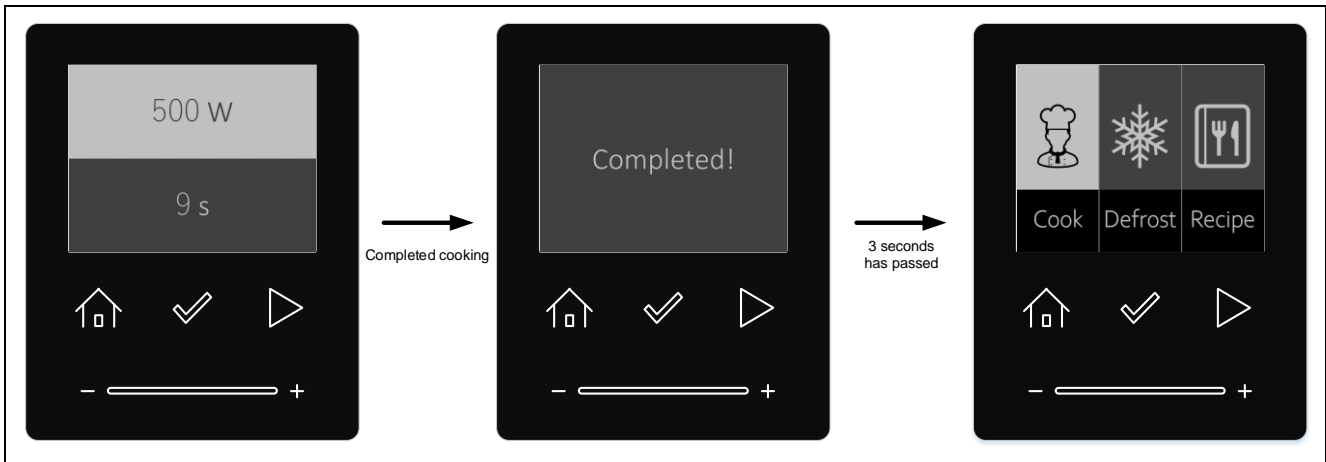 500 W
9 s
Completed cooking
Completed!
3 seconds
has passed
Cook Defrost Recipe
− +
− +
− +